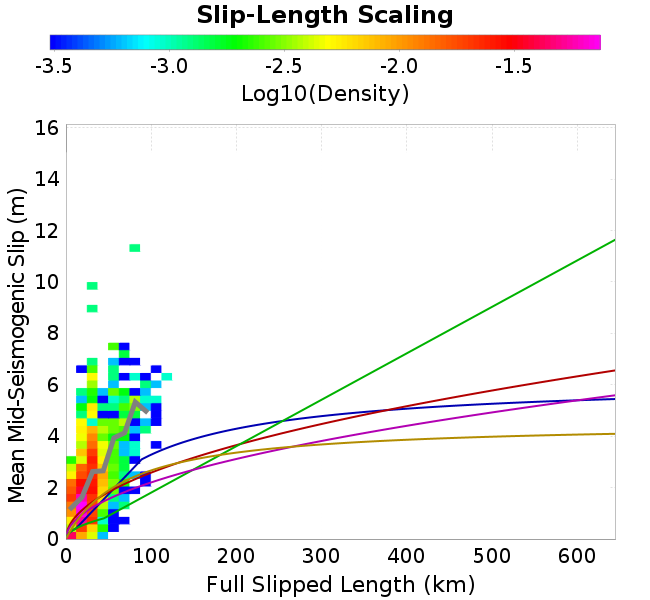 Slip-Length Scaling
-3.5 -3.0 -2.5 -2.0 -1.5
Log10(Density)
Mean Mid-Seismogenic Slip (m)
16
14
12
10
8
6
4
2
0
0 100 200 300 400 500 600
Full Slipped Length (km)